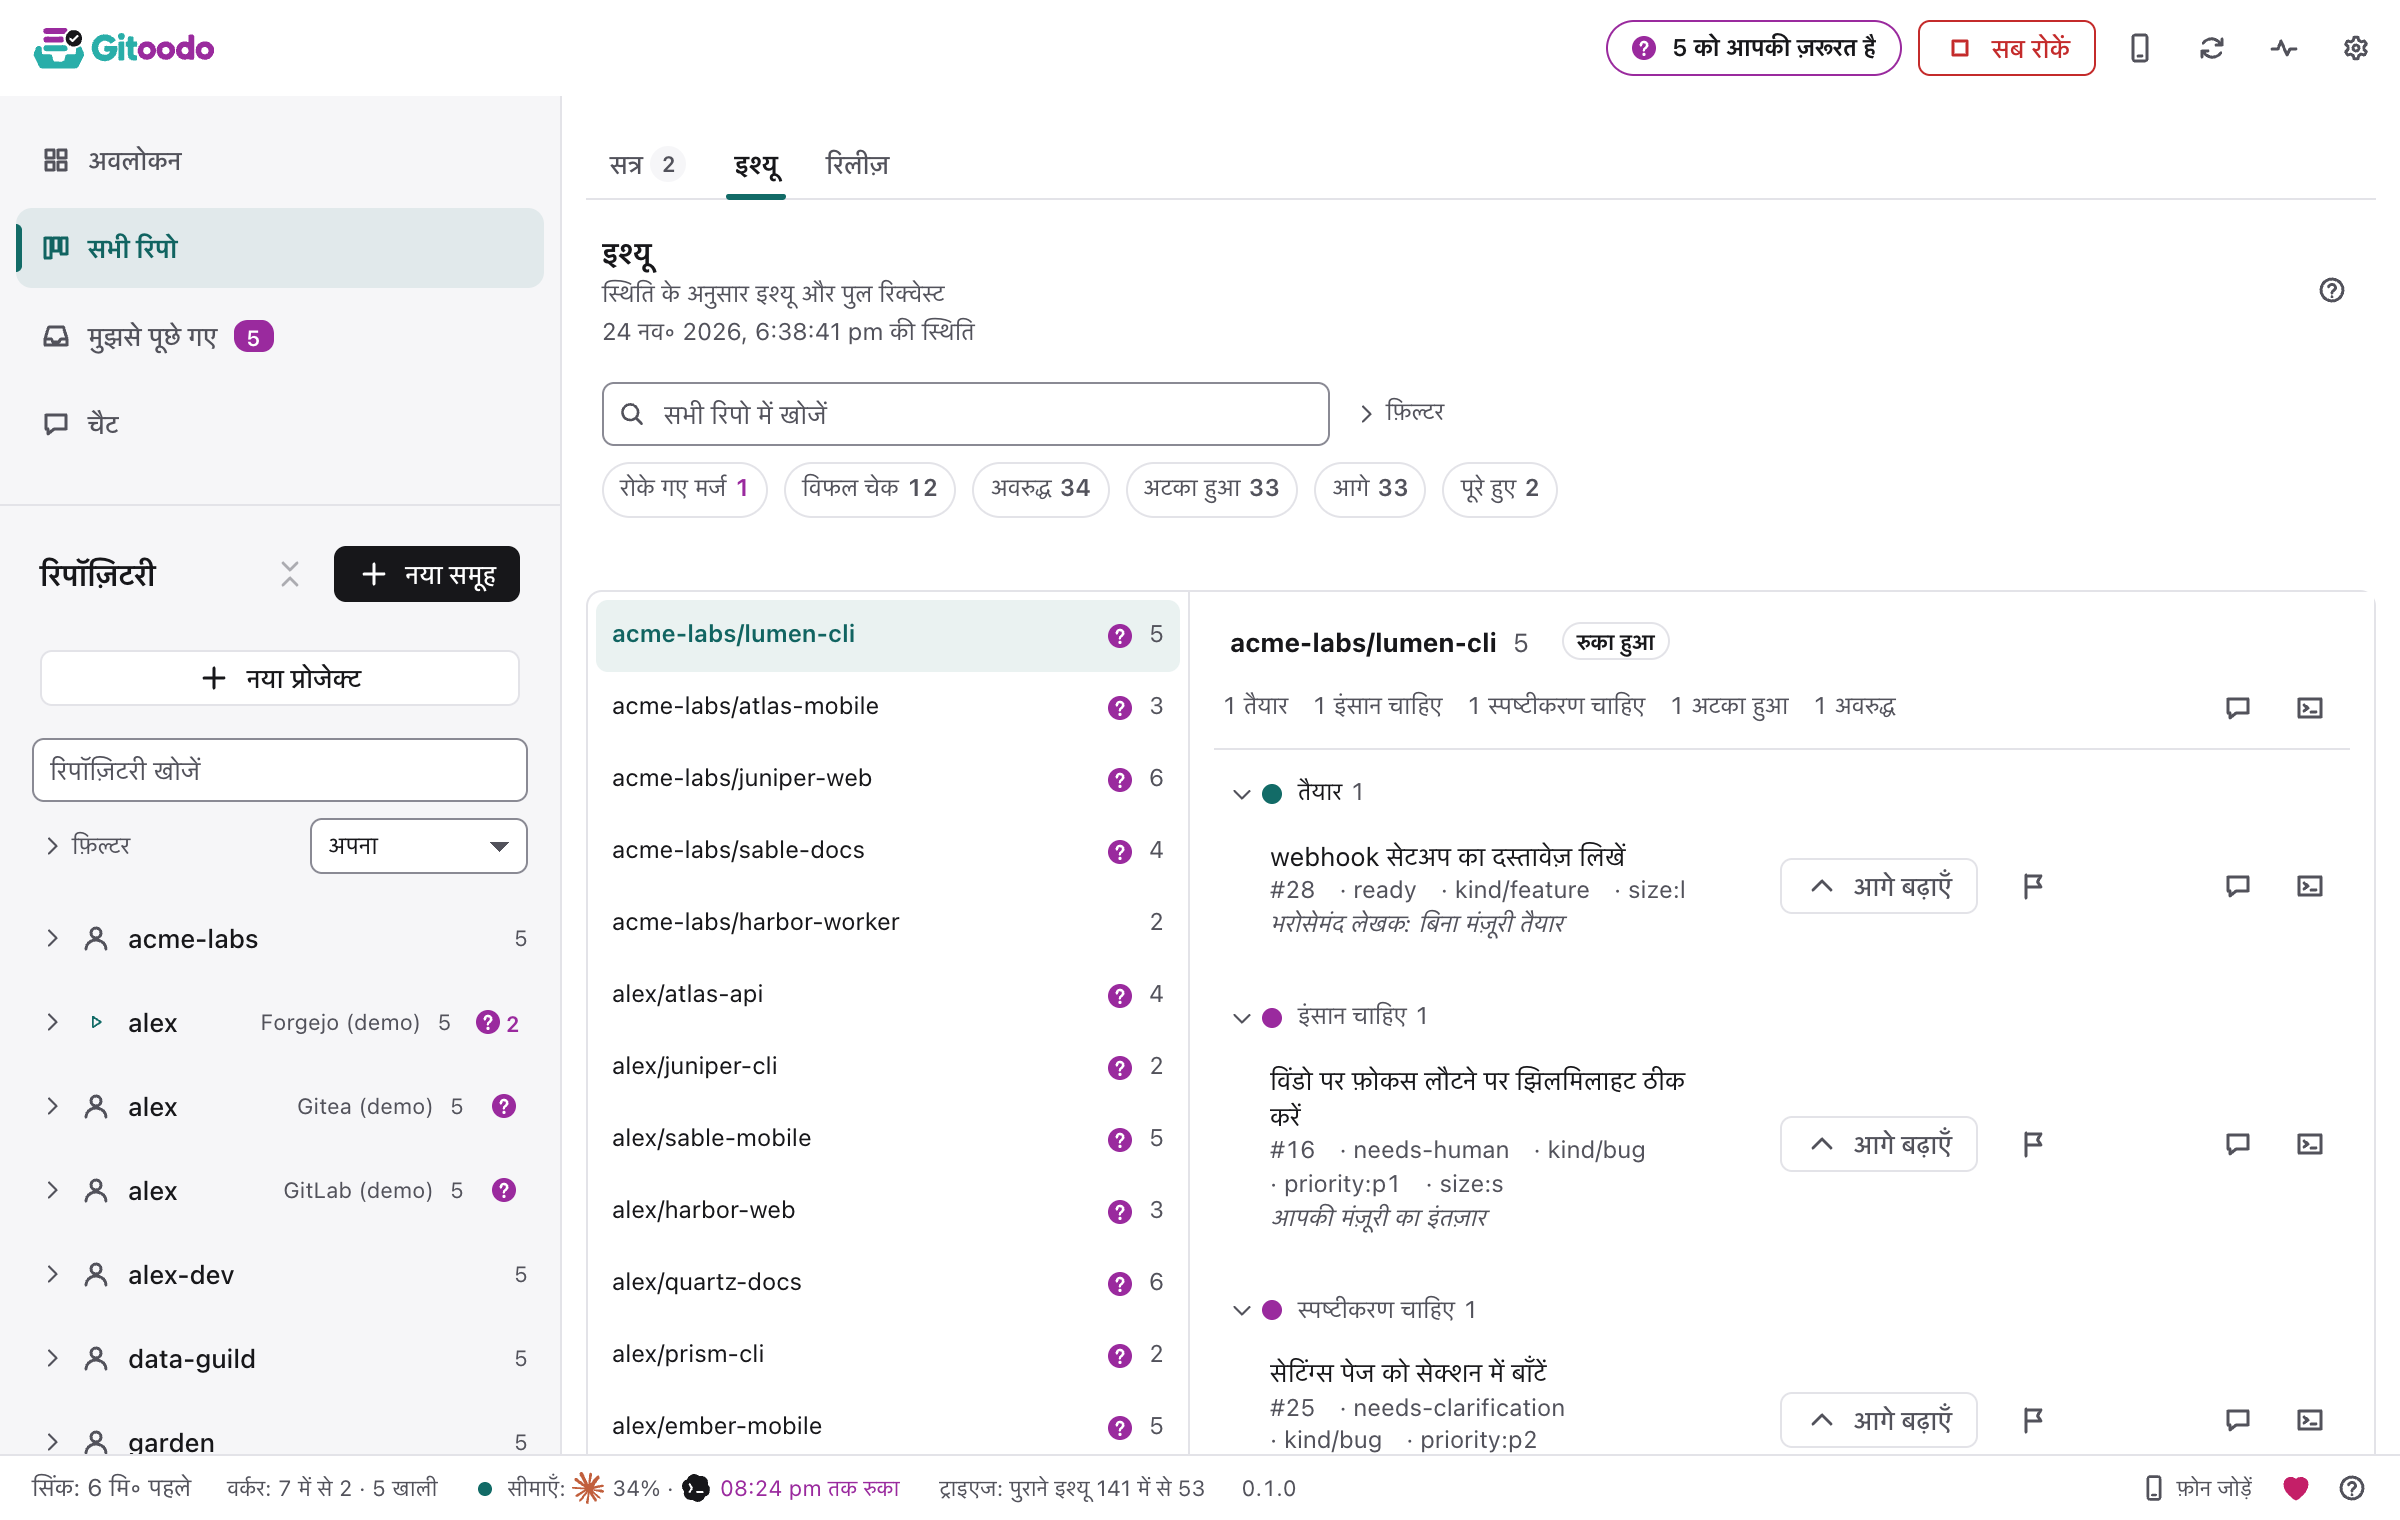 Gitoodo
5 को आपकी ज़रूरत है
सब रोकें
अवलोकन
सभी रिपो
मुझसे पूछे गए 5
चैट
रिपॉज़िटरी
नया समूह
नया प्रोजेक्ट
रिपॉज़िटरी खोजें
फ़िल्टर
अपना
acme-labs 5
alex Forgejo (demo) 5 2
alex Gitea (demo) 5
alex GitLab (demo) 5
alex-dev 5
data-guild 5
garden 5
सत्र 2
इश्यू
रिलीज़
इश्यू
स्थिति के अनुसार इश्यू और पुल रिक्वेस्ट
24 नव॰ 2026, 6:38:41 pm की स्थिति
सभी रिपो में खोजें
फ़िल्टर
रोके गए मर्ज 1
विफल चेक 12
अवरुद्ध 34
अटका हुआ 33
आगे 33
पूरे हुए 2
acme-labs/lumen-cli 5
acme-labs/atlas-mobile 3
acme-labs/juniper-web 6
acme-labs/sable-docs 4
acme-labs/harbor-worker 2
alex/atlas-api 4
alex/juniper-cli 2
alex/sable-mobile 5
alex/harbor-web 3
alex/quartz-docs 6
alex/prism-cli 2
alex/ember-mobile 5
acme-labs/lumen-cli 5 रुका हुआ
1 तैयार 1 इंसान चाहिए 1 स्पष्टीकरण चाहिए 1 अटका हुआ 1 अवरुद्ध
तैयार 1
webhook सेटअप का दस्तावेज़ लिखें
#28 · ready · kind/feature · size:l
भरोसेमंद लेखक: बिना मंज़ूरी तैयार
आगे बढ़ाएँ
इंसान चाहिए 1
विंडो पर फ़ोकस लौटने पर झिलमिलाहट ठीक
करें
#16 · needs-human · kind/bug
· priority:p1 · size:s
आपकी मंज़ूरी का इंतज़ार
आगे बढ़ाएँ
स्पष्टीकरण चाहिए 1
सेटिंग्स पेज को सेक्शन में बाँटें
#25 · needs-clarification
· kind/bug · priority:p2
आगे बढ़ाएँ
सिंक: 6 मि॰ पहले
वर्कर: 7 में से 2 · 5 खाली
सीमाएँ: 34% · 08:24 pm तक रुका
ट्राइएज: पुराने इश्यू 141 में से 53
0.1.0
फ़ोन जोड़ें